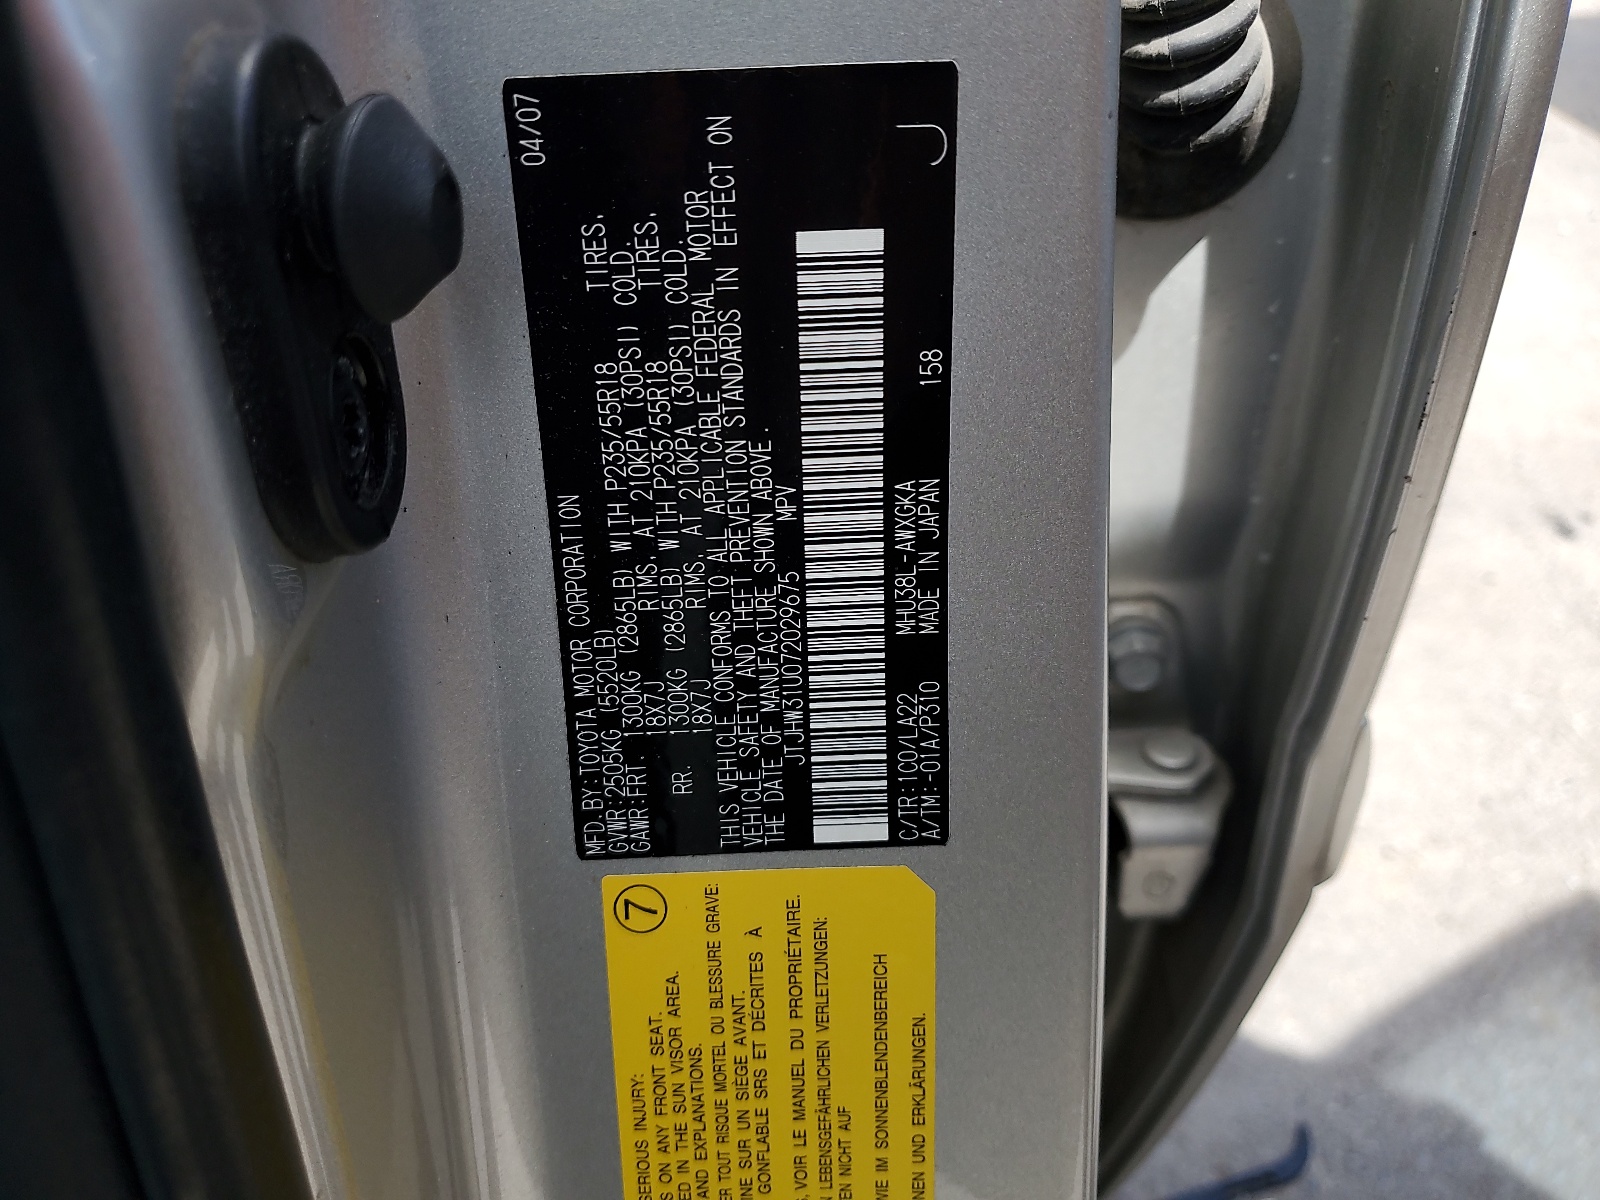 04/07
MFD.BY:TOYOTA MOTOR CORPORATION
GVWR:2505KG (5520LB)
GAWR:FRT. 1300KG (2865LB) WITH P235/55R18 TIRES.
18X7J RIMS. AT 210KPA (30PSI) COLD.
RR. 1300KG (2865LB) WITH P235/55R18 TIRES.
18X7J RIMS. AT 210KPA (30PSI) COLD.
THIS VEHICLE CONFORMS TO ALL APPLICABLE FEDERAL MOTOR
VEHICLE SAFETY AND THEFT PREVENTION STANDARDS IN EFFECT ON
THE DATE OF MANUFACTURE SHOWN ABOVE.
JTJHW31U072029675 MPV
C/TR:1C0/LA22 MHU38L-AWXGKA 158 J
A/TM:-01A/P310 MADE IN JAPAN
7
SERIOUS INJURY:
S ON ANY FRONT SEAT.
ED IN THE SUN VISOR AREA.
AND EXPLANATIONS.
ER TOUT RISQUE MORTEL OU BLESSURE GRAVE:
INE SUR UN SIÈGE AVANT.
GONFLABLE SRS ET DÉCRITES À
S, VOIR LE MANUEL DU PROPRIÉTAIRE.
N LEBENSGEFÄHRLICHEN VERLETZUNGEN:
EN NICHT AUF
WIE IM SONNENBLENDENBEREICH
NEN UND ERKLÄRUNGEN.